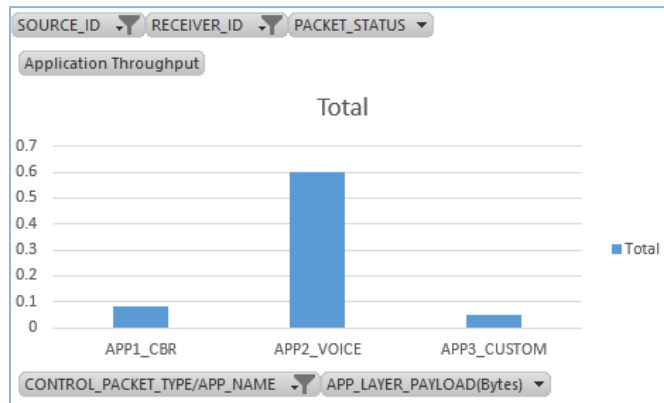 SOURCE_ID RECEIVER_ID PACKET_STATUS
Application Throughput
Total
0.7
0.6
0.5
0.4
0.3
0.2
0.1
0
Total
APP1_CBR APP2_VOICE APP3_CUSTOM
CONTROL_PACKET_TYPE/APP_NAME APP_LAYER_PAYLOAD(Bytes)